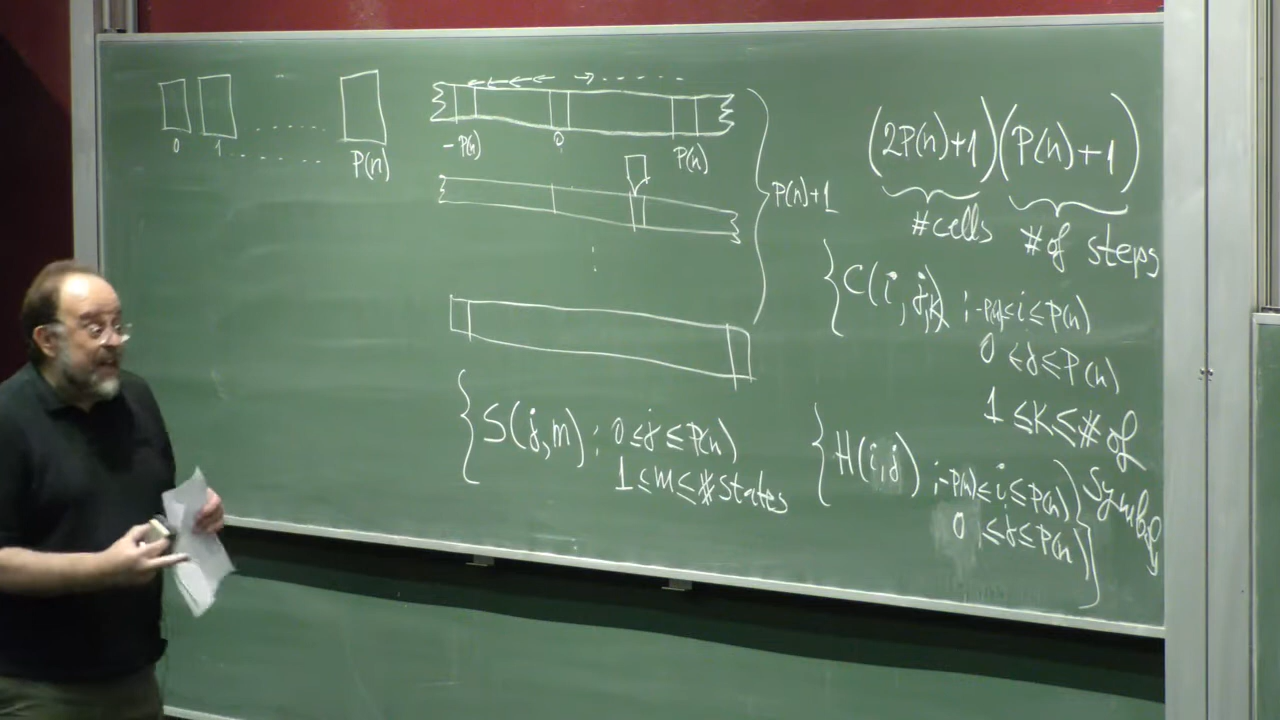 0 1 ......... P(n)
-P(n) 0 P(n)
P(n)+1
(2P(n)+1)(P(n)+1)
#cells # of steps
{C(i,j,k) ; -P(n)≤i≤P(n)
0≤j≤P(n)
1≤K≤# of
symbols
{S(j,m) ; 0≤j≤P(n)
1≤m≤#states
{H(i,j) ; -P(n)≤i≤P(n)
0≤j≤P(n)}